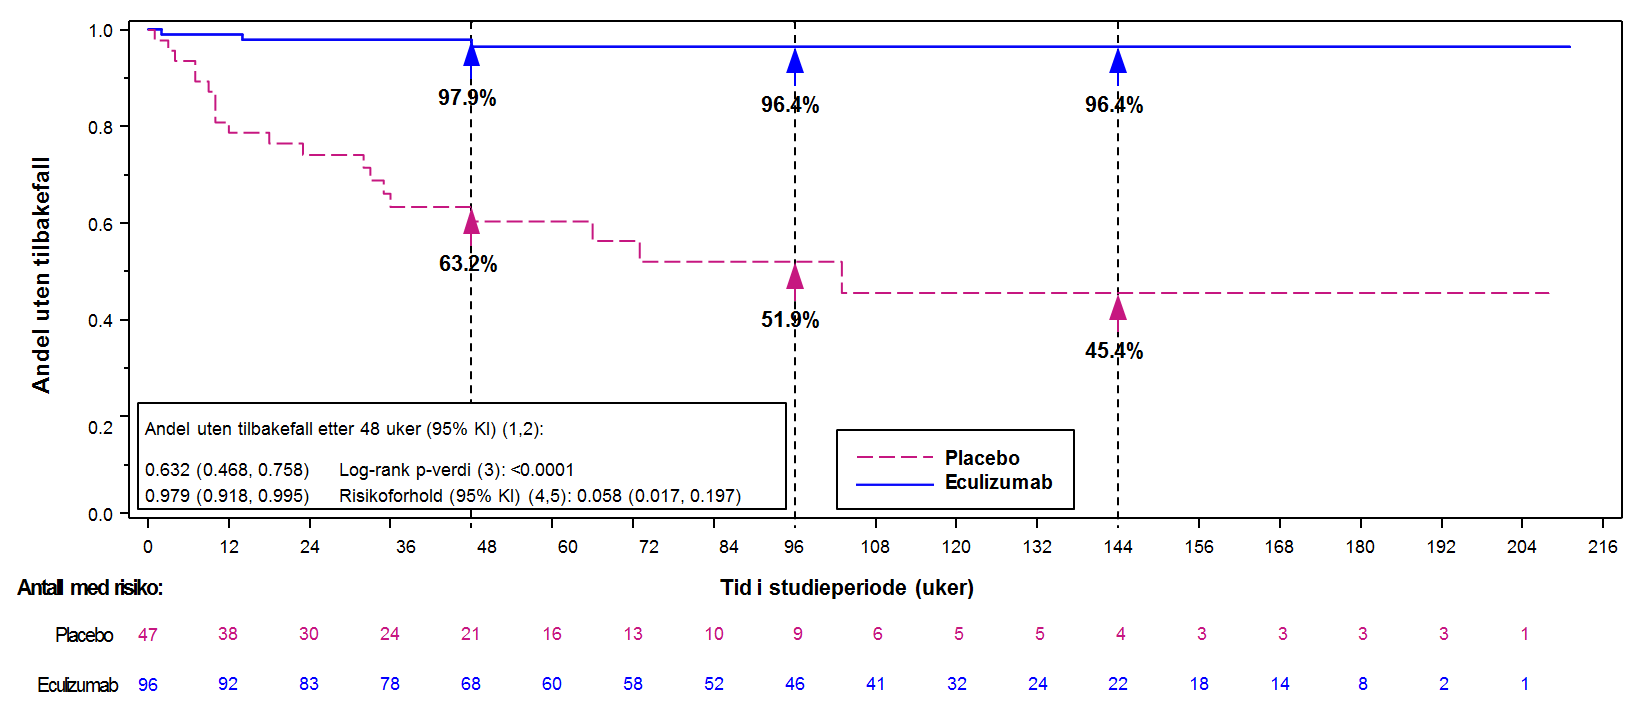 1.0
0.8
0.6
0.4
0.2
0.0
Andel uten tilbakefall
97.9%
96.4%
96.4%
63.2%
51.9%
45.4%
Andel uten tilbakefall etter 48 uker (95% KI) (1,2):
0.632 (0.468, 0.758) Log-rank p-verdi (3): <0.0001
0.979 (0.918, 0.995) Risikoforhold (95% KI) (4,5): 0.058 (0.017, 0.197)
Placebo
Eculizumab
0 12 24 36 48 60 72 84 96 108 120 132 144 156 168 180 192 204 216
Tid i studieperiode (uker)
Antall med risiko:
Placebo 47 38 30 24 21 16 13 10 9 6 5 5 4 3 3 3 3 1
Eculizumab 96 92 83 78 68 60 58 52 46 41 32 24 22 18 14 8 2 1